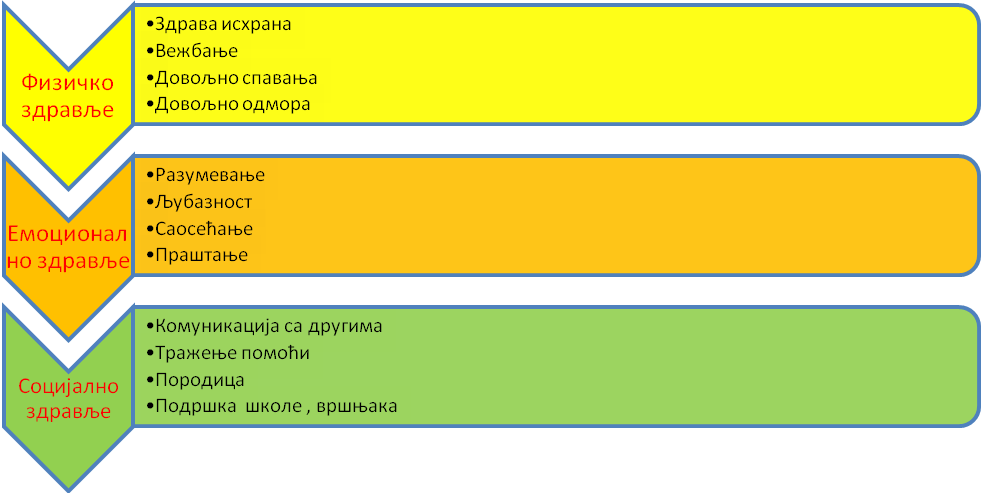 Физичко
здравље
•Здрава исхрана
•Вежбање
•Довољно спавања
•Довољно одмора
Емоционал
но здравље
•Разумевање
•Љубазност
•Саосећање
•Праштање
Социјално
здравље
•Комуникација са другима
•Тражење помоћи
•Породица
•Подршка  школе , вршњака